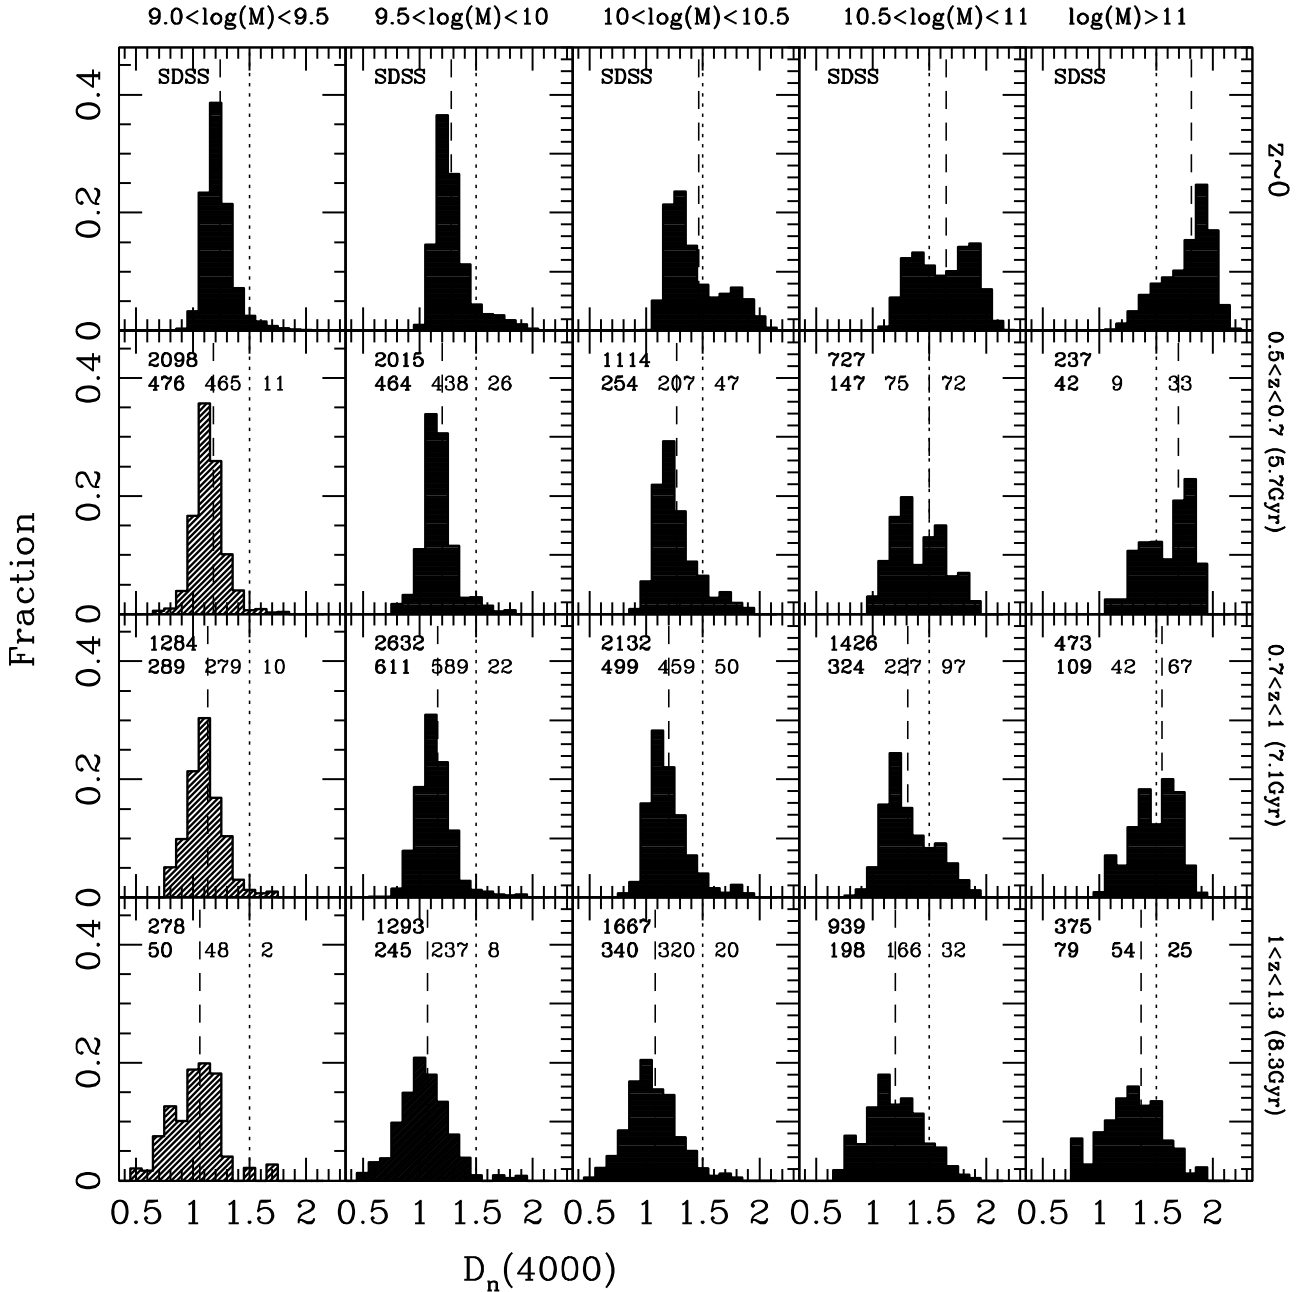 9.0<log(M)<9.5 9.5<log(M)<10 10<log(M)<10.5 10.5<log(M)<11 log(M)>11
SDSS SDSS SDSS SDSS SDSS
0.4
0.2
0
z~0
2098 2015 1114 727 237
476 465 11 464 438 26 254 207 47 147 75 72 42 9 33
0.4
0.2
0
0.5<z<0.7 (5.7Gyr)
Fraction
1284 2632 2132 1426 473
289 279 10 611 589 22 499 459 50 324 227 97 109 42 67
0.4
0.2
0
0.7<z<1 (7.1Gyr)
278 1293 1667 939 375
50 48 2 245 237 8 340 320 20 198 166 32 79 54 25
0.4
0.2
0
1<z<1.3 (8.3Gyr)
0.5 1 1.5 2 0.5 1 1.5 2 0.5 1 1.5 2 0.5 1 1.5 2 0.5 1 1.5 2
Dn(4000)